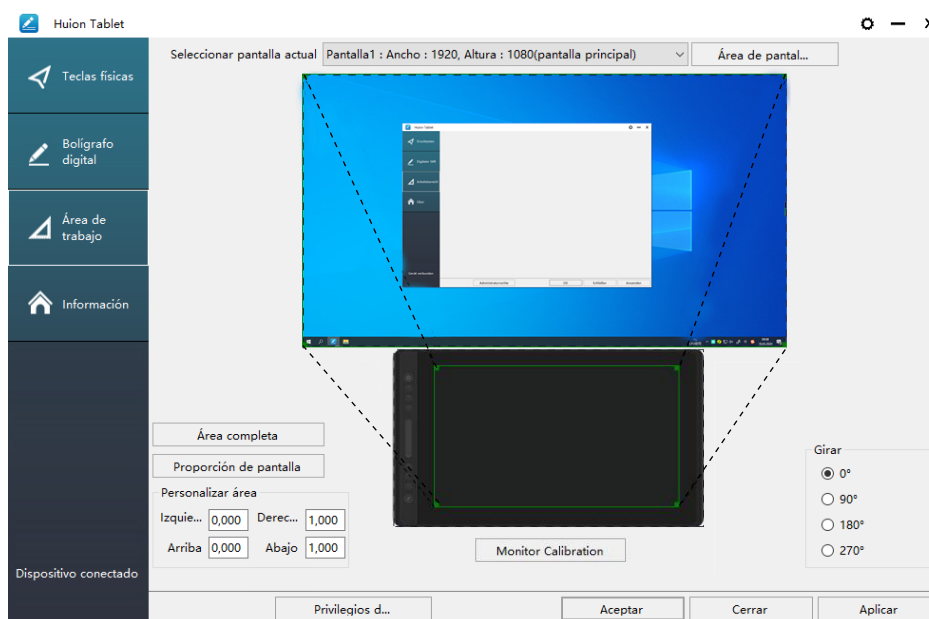 Huion Tablet
Seleccionar pantalla actual Pantalla1 : Ancho : 1920, Altura : 1080(pantalla principal) Área de pantal...
Teclas físicas
Bolígrafo
digital
Área de
trabajo
Información
Dispositivo conectado
Huion Tablet
Área completa
Proporción de pantalla
Personalizar área
Izquie... 0,000 Derec... 1,000
Arriba 0,000 Abajo 1,000
Monitor Calibration
Girar
0°
90°
180°
270°
Privilegios d... Aceptar Cerrar Aplicar